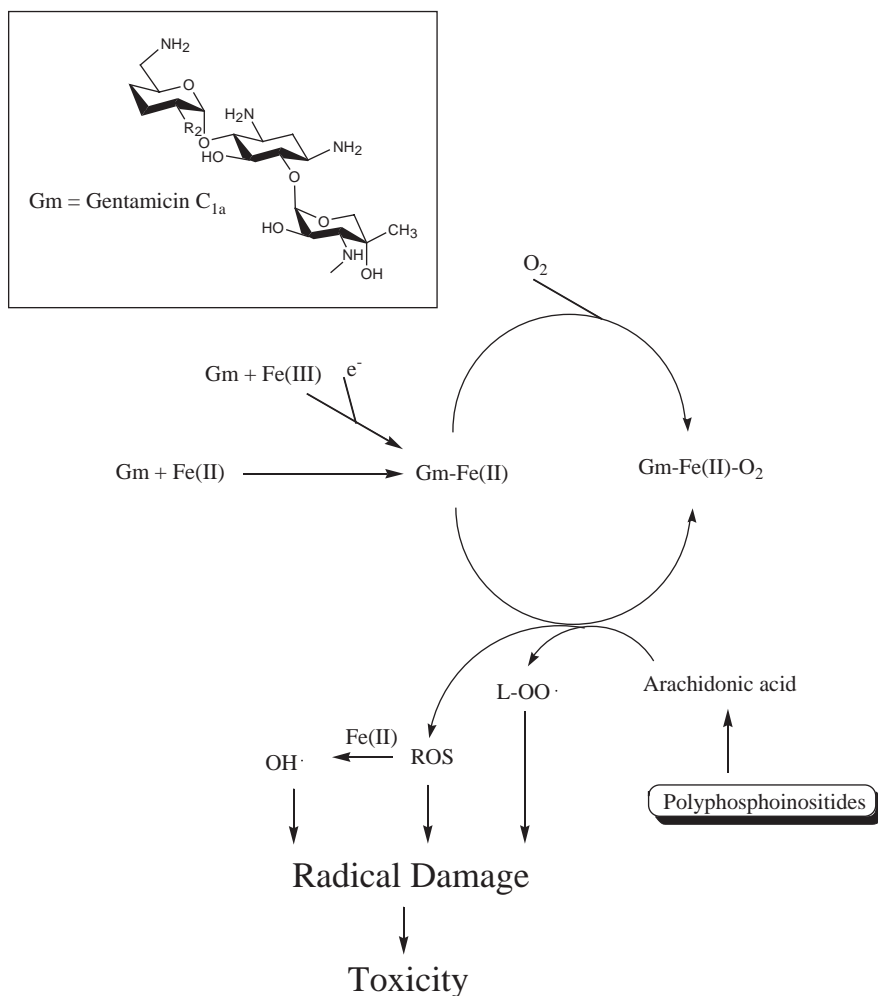 NH₂
O
R₂
O
H₂N
NH₂
HO
O
O
HO
CH₃
NH
OH
Gm = Gentamicin C₁ₐ
O₂
Gm + Fe(III)
e⁻
Gm + Fe(II)
Gm-Fe(II)
Gm-Fe(II)-O₂
L-OO·
Arachidonic acid
Fe(II)
OH·
ROS
Polyphosphoinositides
Radical Damage
Toxicity